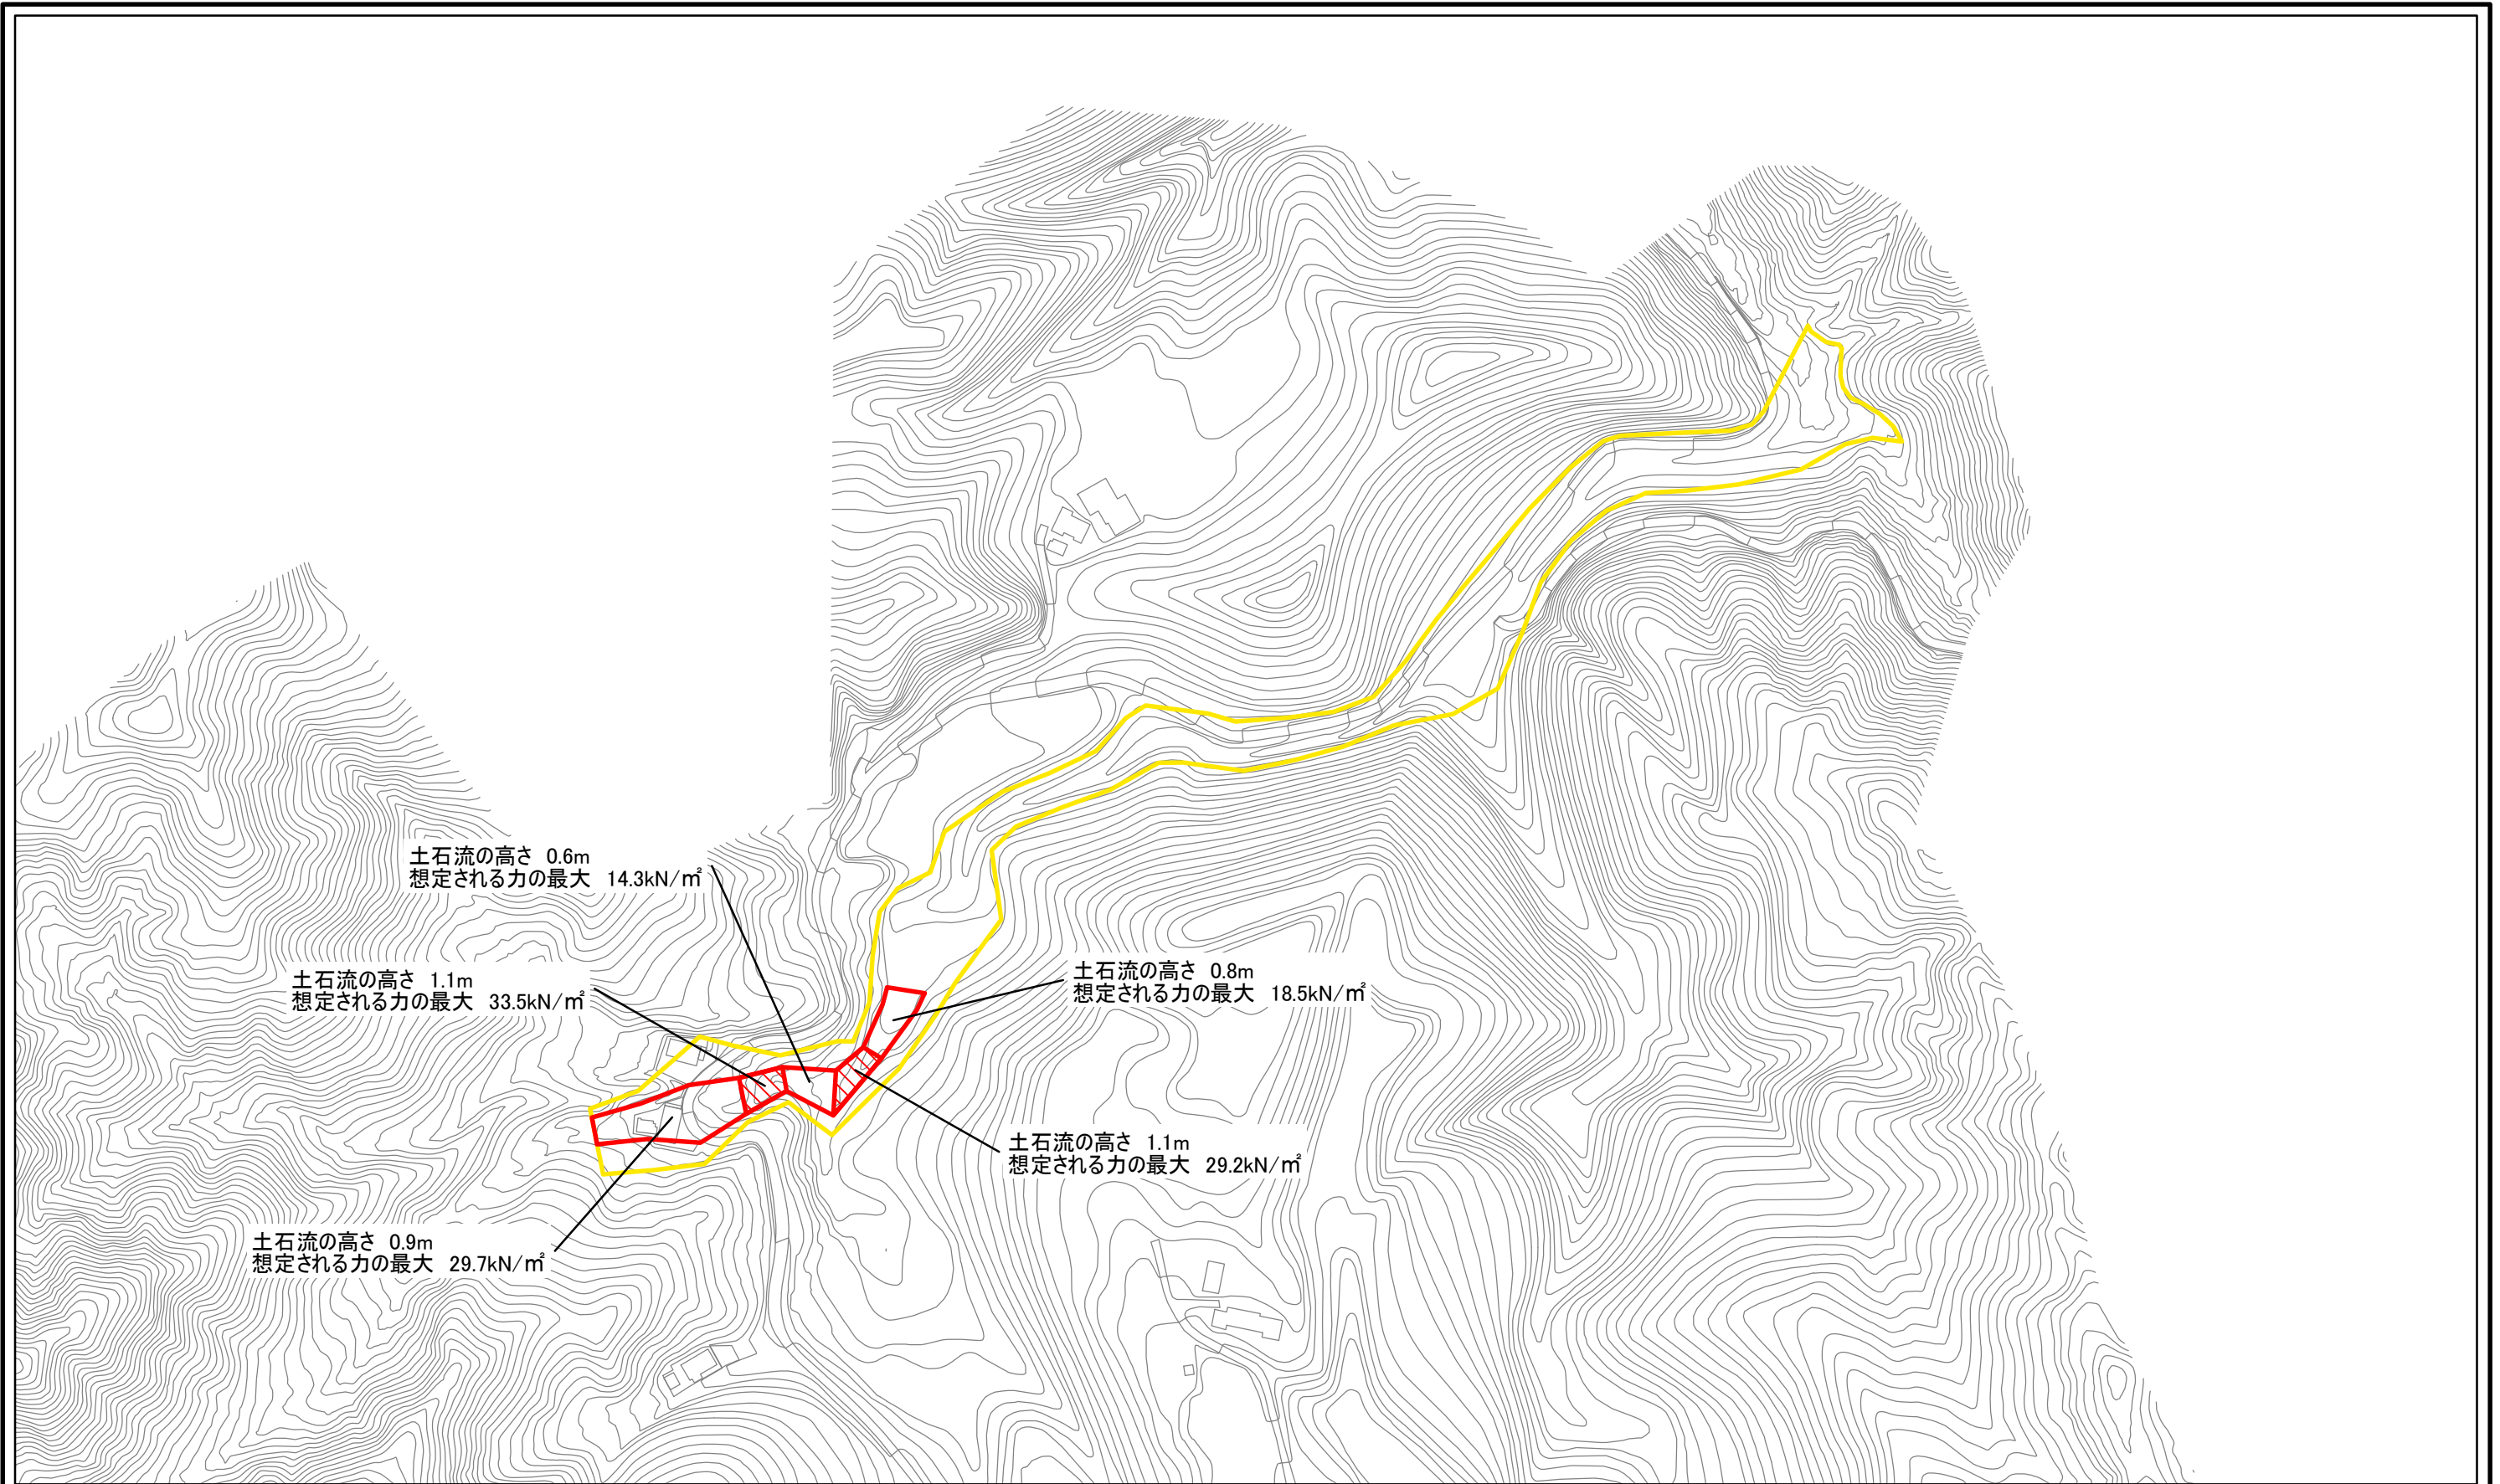 土石流の高さ 0.6m
想定される力の最大 14.3kN/㎡
土石流の高さ 1.1m
想定される力の最大 33.5kN/㎡
土石流の高さ 0.8m
想定される力の最大 18.5kN/㎡
土石流の高さ 1.1m
想定される力の最大 29.2kN/㎡
土石流の高さ 0.9m
想定される力の最大 29.7kN/㎡